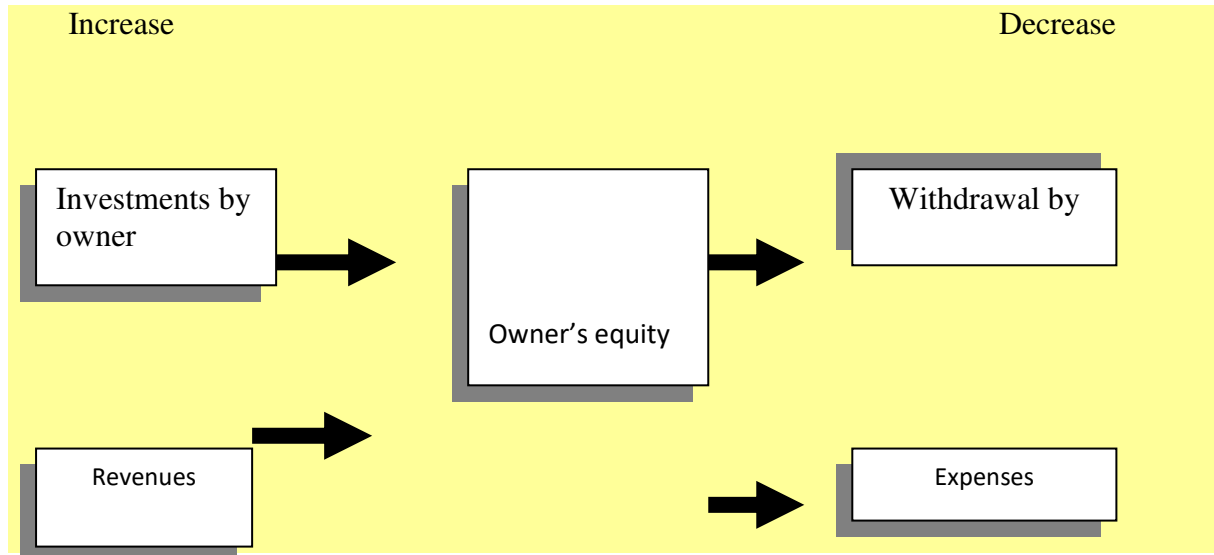 Increase
Decrease
Investments by
owner
Withdrawal by
Owner’s equity
Revenues
Expenses